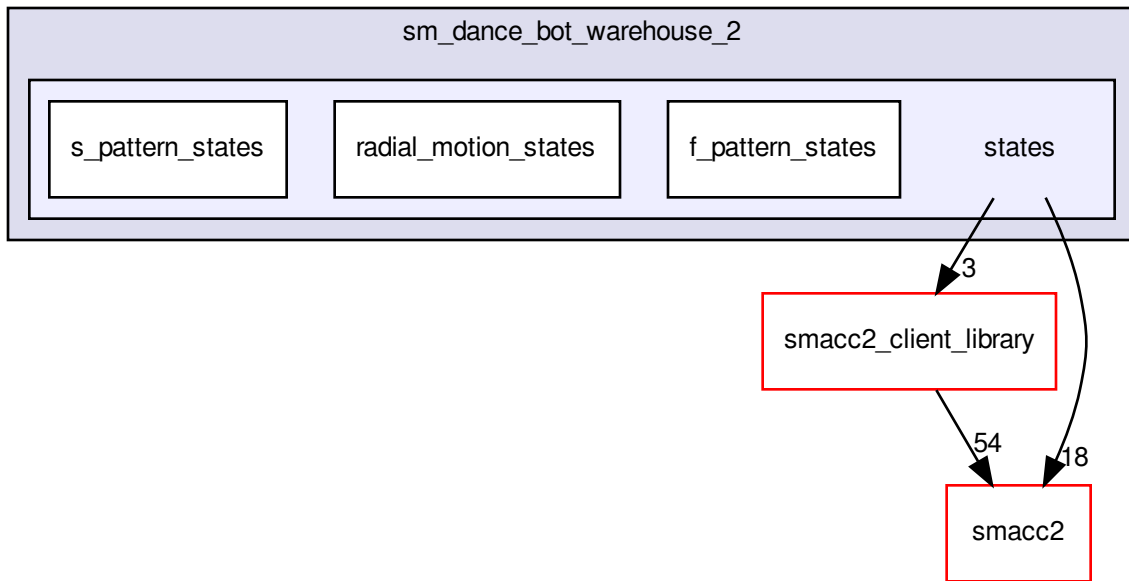 sm_dance_bot_warehouse_2
s_pattern_states
radial_motion_states
f_pattern_states
states
3
smacc2_client_library
54
18
smacc2